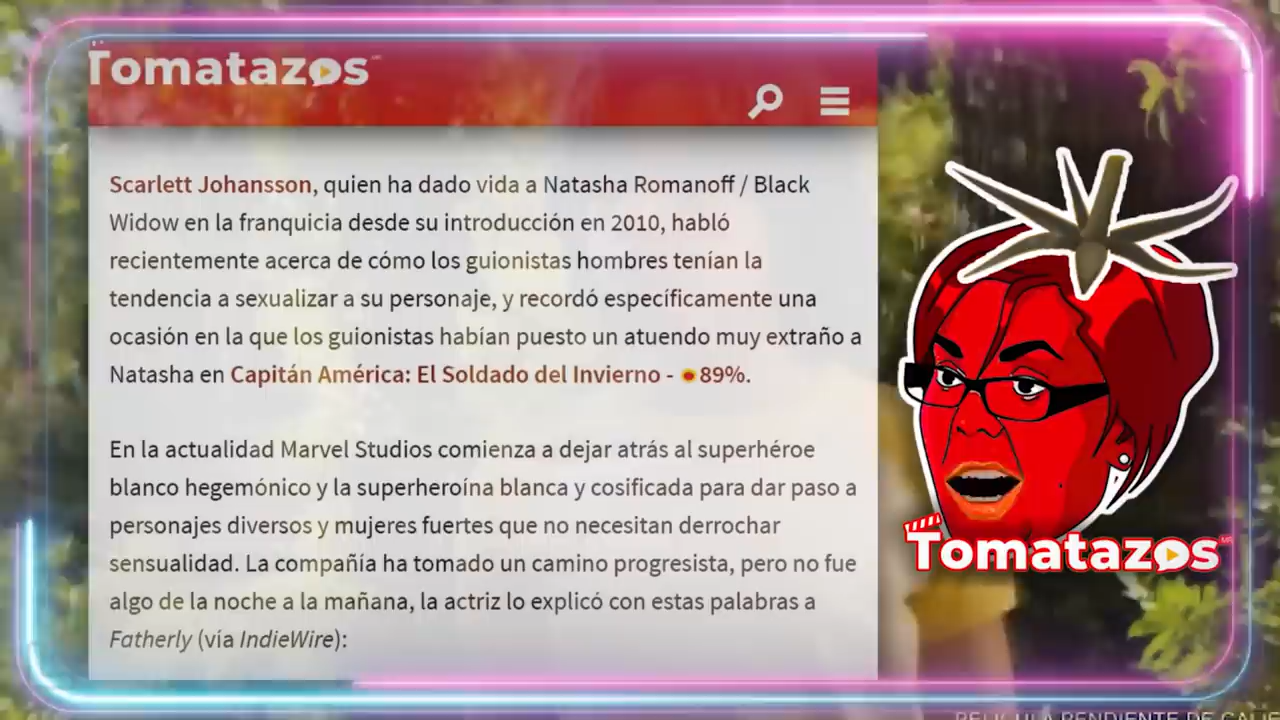 Tomatazos
Scarlett Johansson, quien ha dado vida a Natasha Romanoff / Black
Widow en la franquicia desde su introducción en 2010, habló
recientemente acerca de cómo los guionistas hombres tenían la
tendencia a sexualizar a su personaje, y recordó específicamente una
ocasión en la que los guionistas habían puesto un atuendo muy extraño a
Natasha en Capitán América: El Soldado del Invierno - 89%.
En la actualidad Marvel Studios comienza a dejar atrás al superhéroe
blanco hegemónico y la superheroína blanca y cosificada para dar paso a
personajes diversos y mujeres fuertes que no necesitan derrochar
sensualidad. La compañía ha tomado un camino progresista, pero no fue
algo de la noche a la mañana, la actriz lo explicó con estas palabras a
Fatherly (vía IndieWire):
Tomatazos
PELICULA PENDIENTE DE